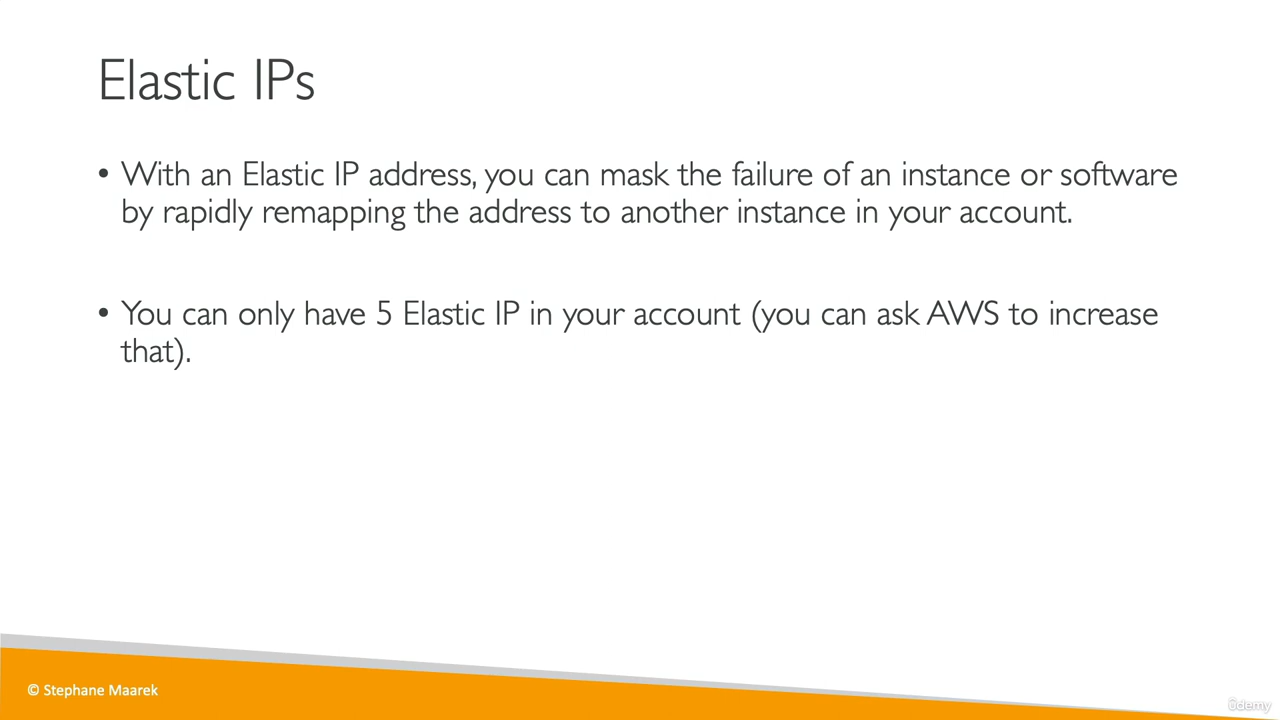 Elastic IPs
• With an Elastic IP address, you can mask the failure of an instance or software
by rapidly remapping the address to another instance in your account.
• You can only have 5 Elastic IP in your account (you can ask AWS to increase
that).
© Stephane Maarek
ûdemy